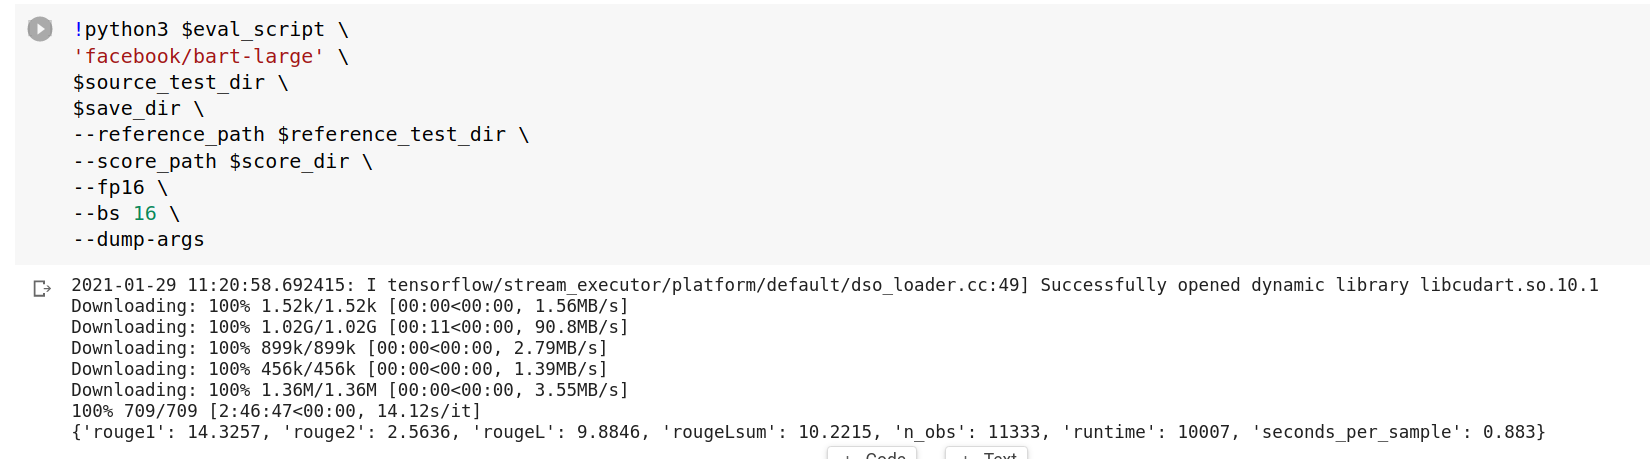 !python3 $eval_script \
'facebook/bart-large' \
$source_test_dir \
$save_dir \
--reference_path $reference_test_dir \
--score_path $score_dir \
--fp16 \
--bs 16 \
--dump-args
2021-01-29 11:20:58.692415: I tensorflow/stream_executor/platform/default/dso_loader.cc:49] Successfully opened dynamic library libcudart.so.10.1
Downloading: 100% 1.52k/1.52k [00:00<00:00, 1.56MB/s]
Downloading: 100% 1.02G/1.02G [00:11<00:00, 90.8MB/s]
Downloading: 100% 899k/899k [00:00<00:00, 2.79MB/s]
Downloading: 100% 456k/456k [00:00<00:00, 1.39MB/s]
Downloading: 100% 1.36M/1.36M [00:00<00:00, 3.55MB/s]
100% 709/709 [2:46:47<00:00, 14.12s/it]
{'rouge1': 14.3257, 'rouge2': 2.5636, 'rougeL': 9.8846, 'rougeLsum': 10.2215, 'n_obs': 11333, 'runtime': 10007, 'seconds_per_sample': 0.883}
+ Code + Text